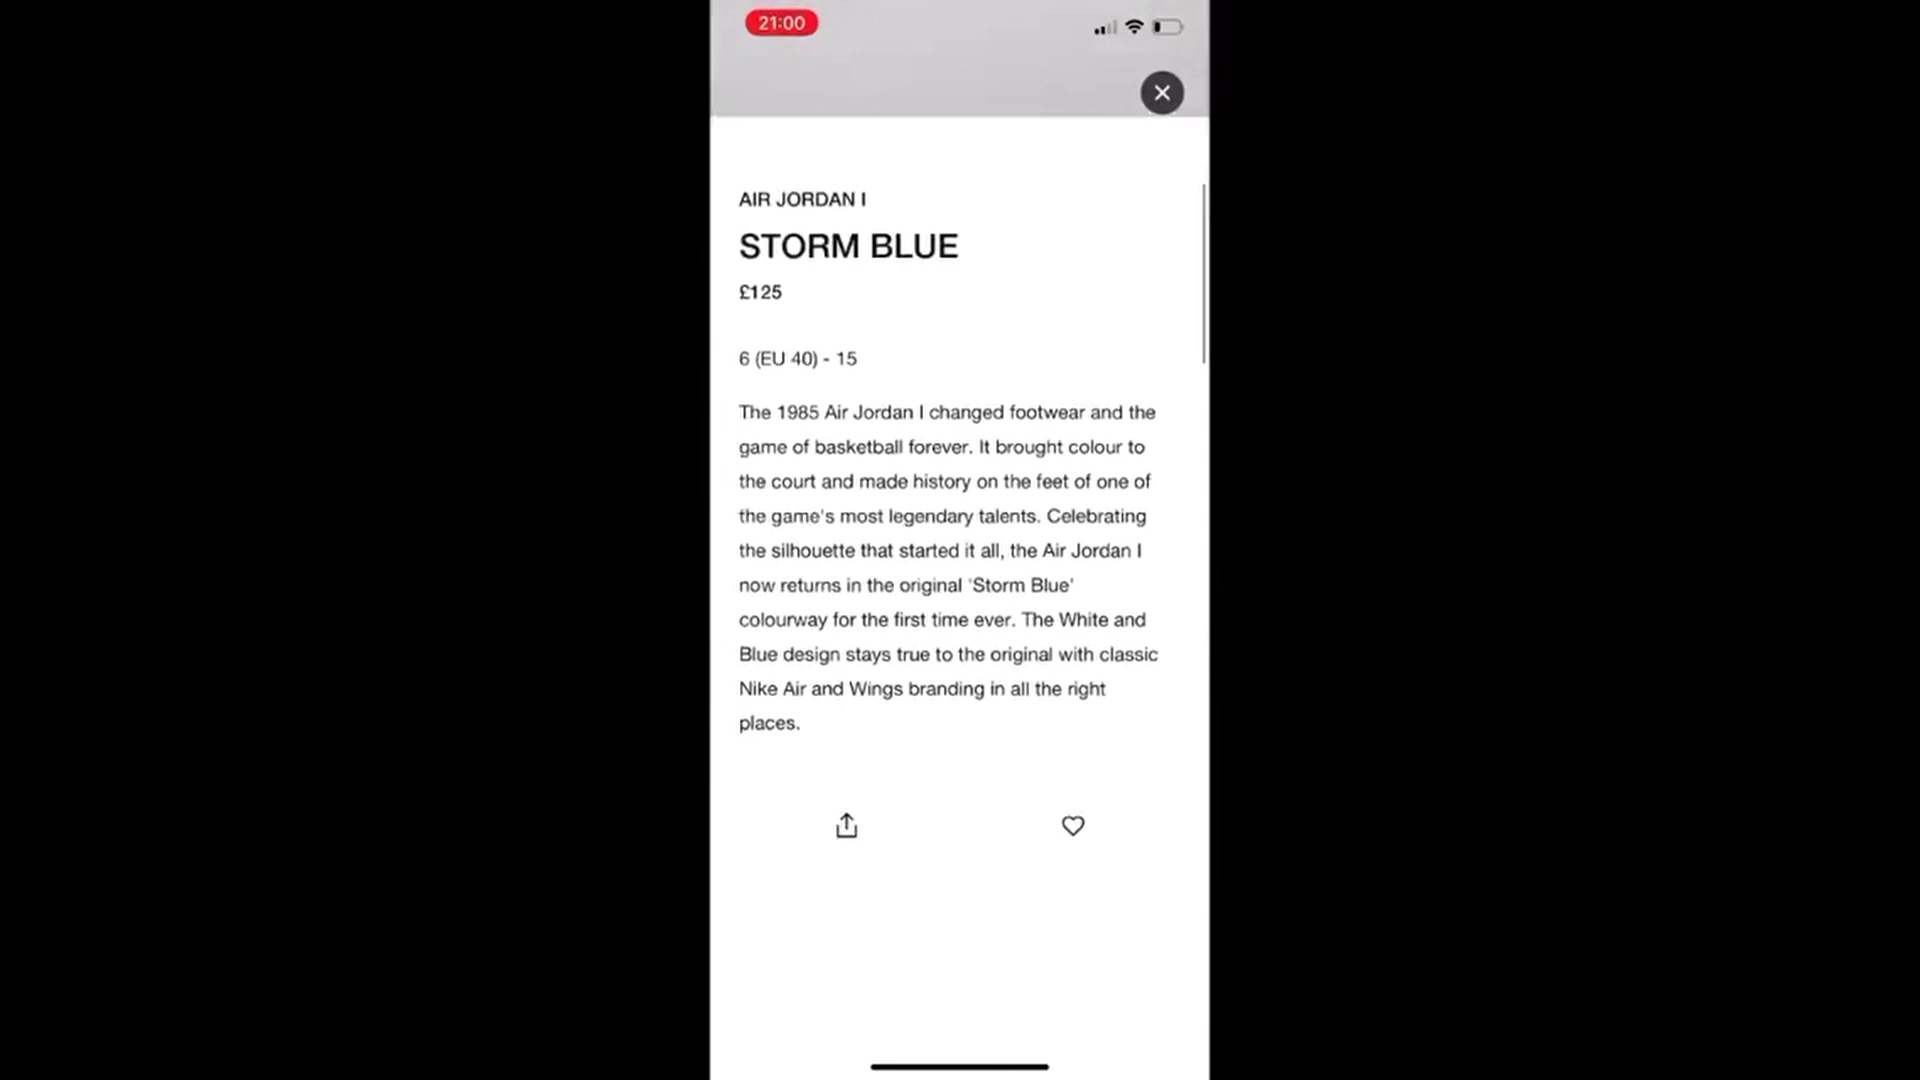 21:00
AIR JORDAN I
STORM BLUE
£125
6 (EU 40) - 15
The 1985 Air Jordan I changed footwear and the
game of basketball forever. It brought colour to
the court and made history on the feet of one of
the game's most legendary talents. Celebrating
the silhouette that started it all, the Air Jordan I
now returns in the original 'Storm Blue'
colourway for the first time ever. The White and
Blue design stays true to the original with classic
Nike Air and Wings branding in all the right
places.